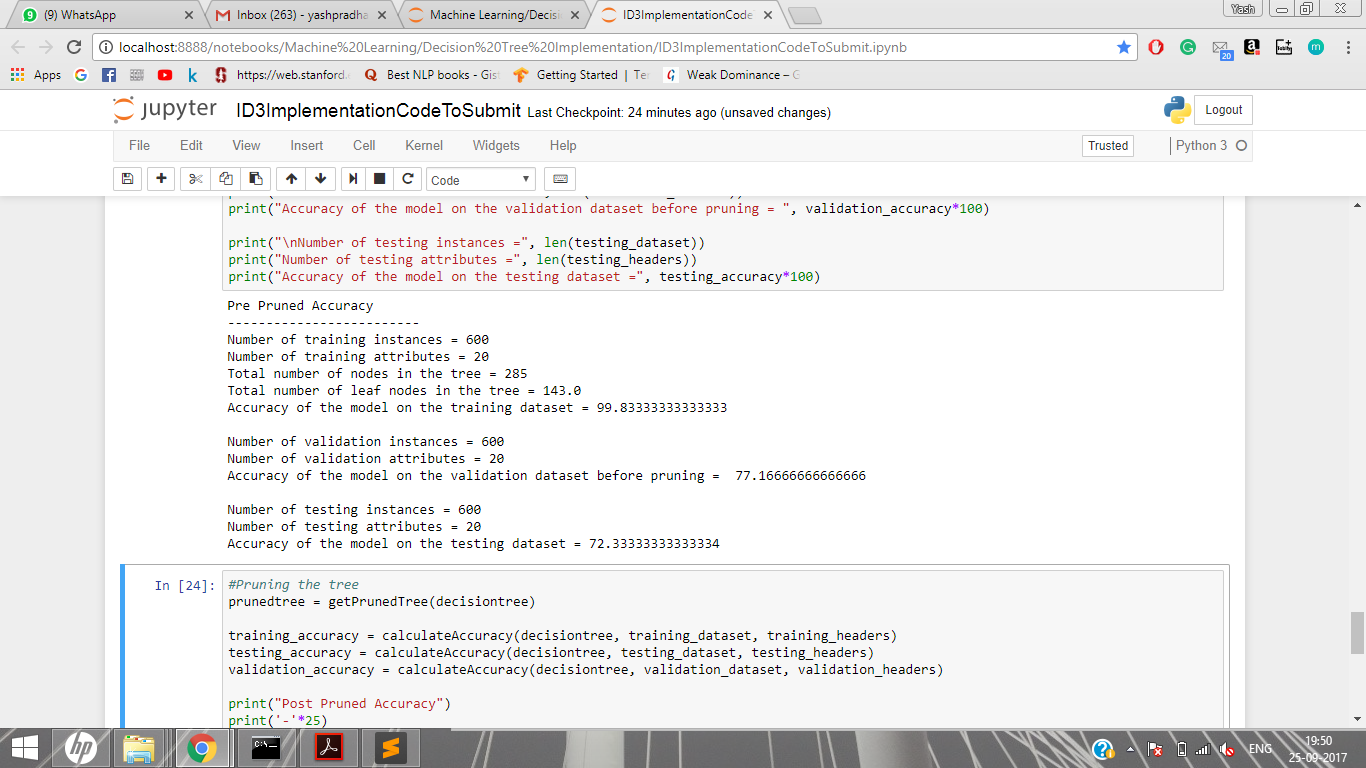 (9) WhatsApp
Inbox (263) - yashpradha
Machine Learning/Decisi
ID3ImplementationCode
Yash
localhost:8888/notebooks/Machine%20Learning/Decision%20Tree%20Implementation/ID3ImplementationCodeToSubmit.ipynb
Apps
https://web.stanford.
Best NLP books - Gis
Getting Started | Te
Weak Dominance – G
20
jupyter ID3ImplementationCodeToSubmit Last Checkpoint: 24 minutes ago (unsaved changes)
Logout
File Edit View Insert Cell Kernel Widgets Help
Trusted
Python 3
Code
print("Accuracy of the model on the validation dataset before pruning = ", validation_accuracy*100)
print("\nNumber of testing instances =", len(testing_dataset))
print("Number of testing attributes =", len(testing_headers))
print("Accuracy of the model on the testing dataset =", testing_accuracy*100)
Pre Pruned Accuracy
-------------------------
Number of training instances = 600
Number of training attributes = 20
Total number of nodes in the tree = 285
Total number of leaf nodes in the tree = 143.0
Accuracy of the model on the training dataset = 99.83333333333333
Number of validation instances = 600
Number of validation attributes = 20
Accuracy of the model on the validation dataset before pruning =  77.16666666666666
Number of testing instances = 600
Number of testing attributes = 20
Accuracy of the model on the testing dataset = 72.33333333333334
In [24]:
#Pruning the tree
prunedtree = getPrunedTree(decisiontree)
training_accuracy = calculateAccuracy(decisiontree, training_dataset, training_headers)
testing_accuracy = calculateAccuracy(decisiontree, testing_dataset, testing_headers)
validation_accuracy = calculateAccuracy(decisiontree, validation_dataset, validation_headers)
print("Post Pruned Accuracy")
print('-'*25)
ENG
19:50
25-09-2017